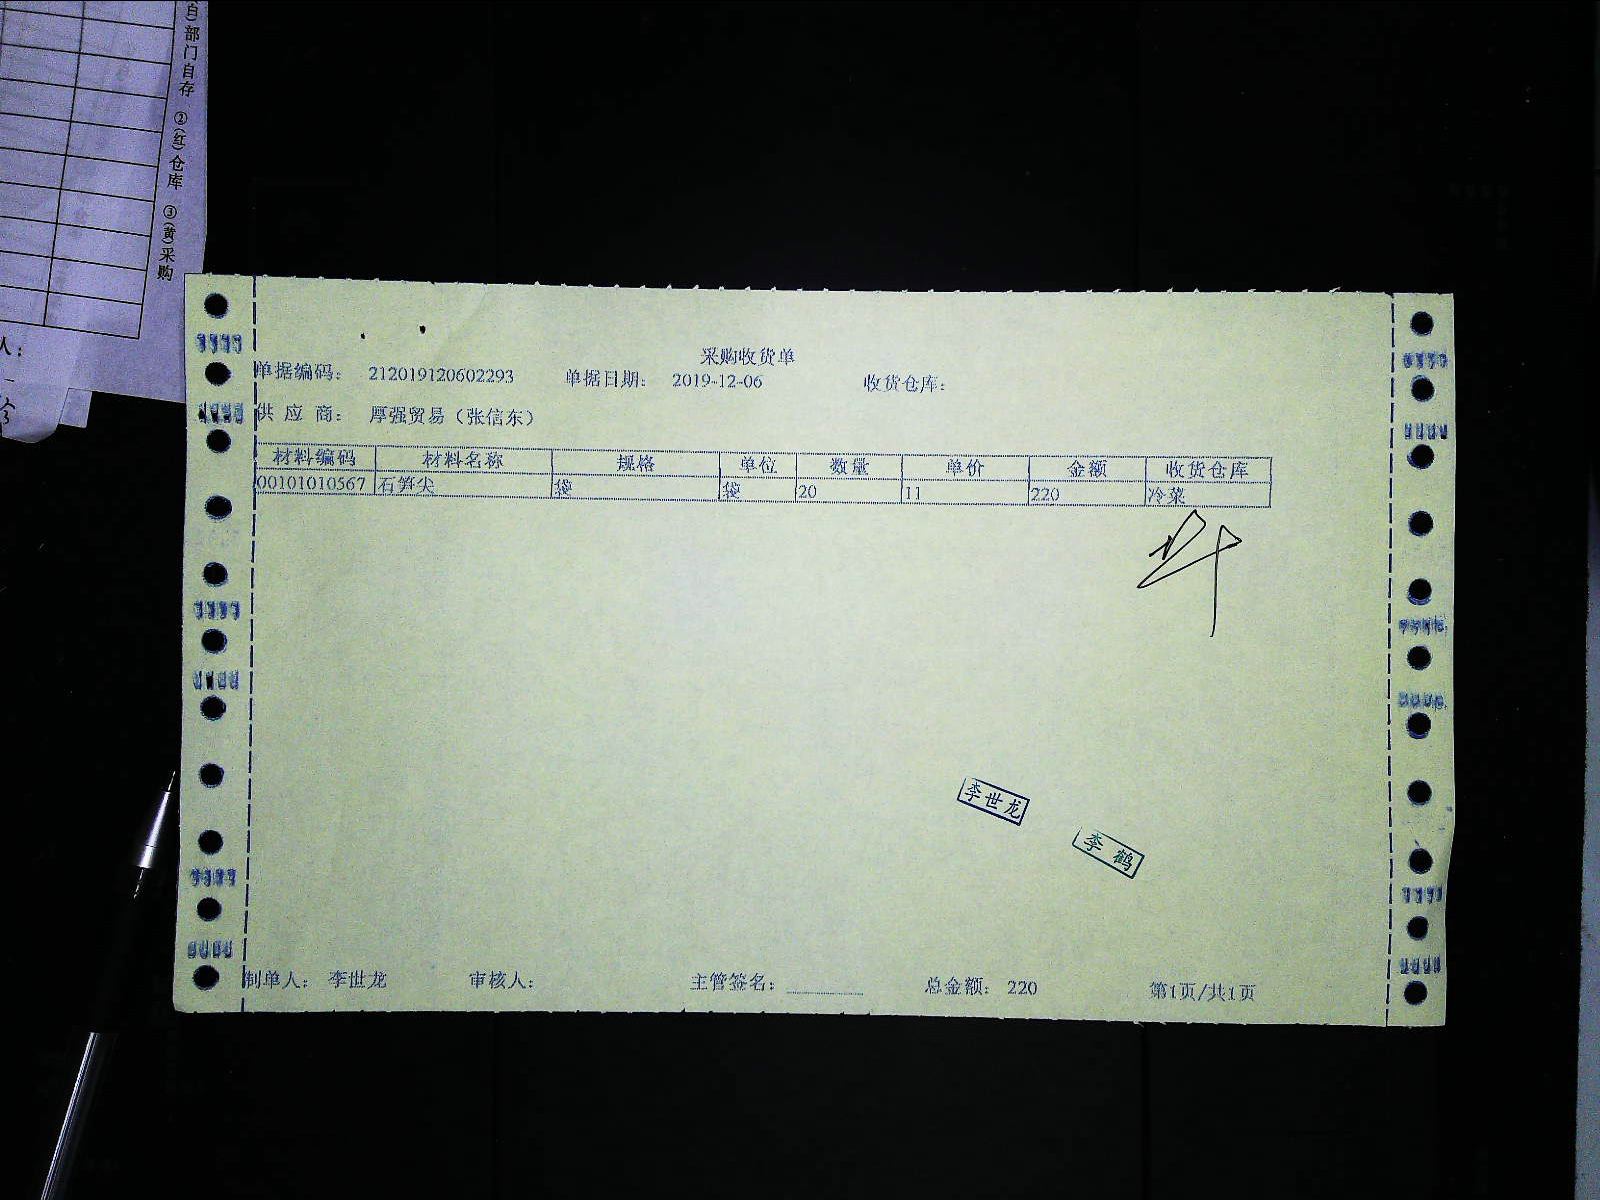 自)部门自存 ②(红)仓库 ③(黄)采购
人:
采购收货单
单据编码: 212019120602293 单据日期: 2019-12-06 收货仓库:
供 应 商: 厚强贸易（张信东）
材料编码 材料名称 规格 单位 数量 单价 金额 收货仓库
00101010567 石笋尖 袋 袋 20 11 220 冷菜
李世龙
李鹤
制单人: 李世龙 审核人: 主管签名: 总金额: 220 第1页/共1页